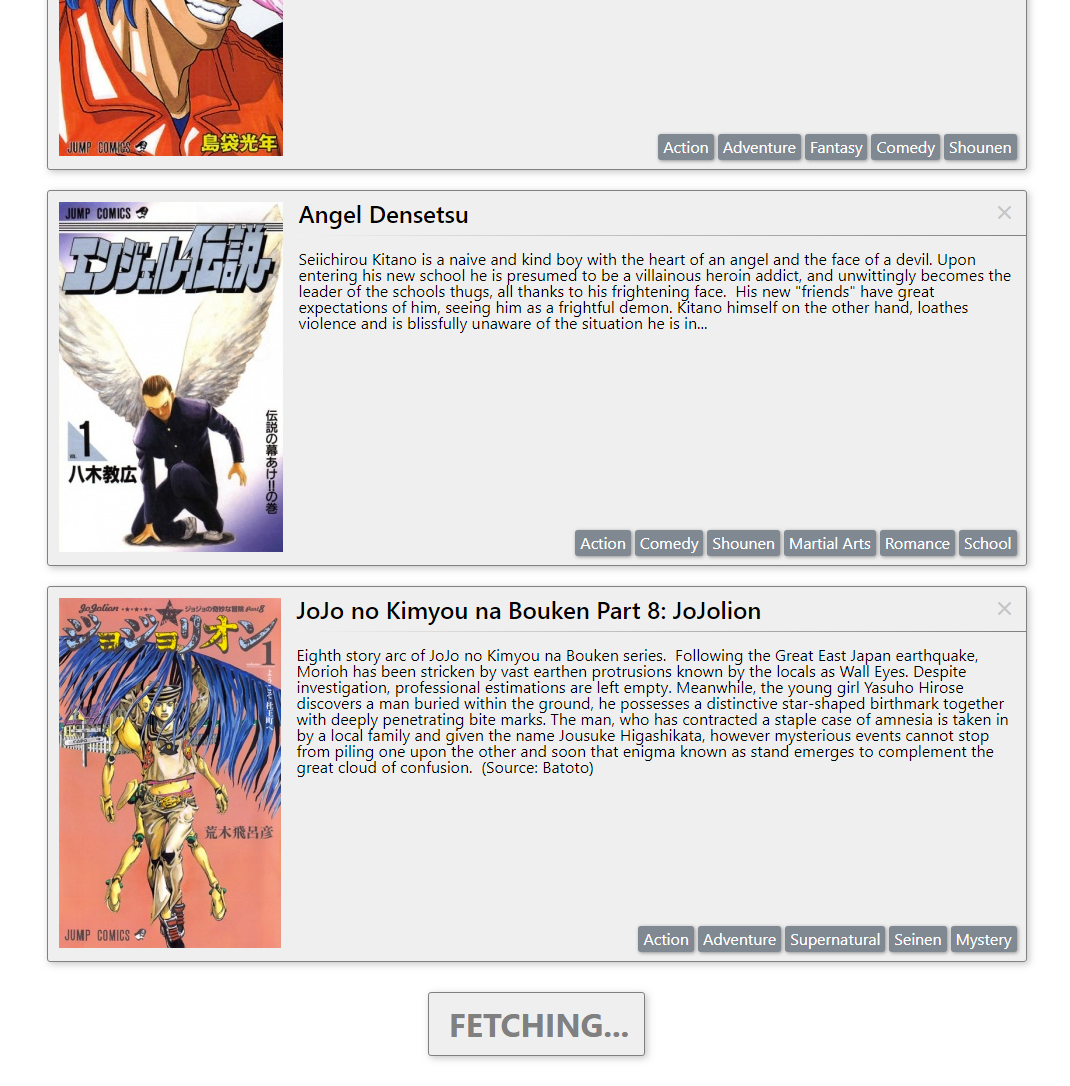 JUMP COMICS
島袋光年
Action Adventure Fantasy Comedy Shounen
JUMP COMICS
エンジェル伝説
1
VOL.
八木教広
伝説の幕あけ!!の巻
Angel Densetsu
×
Seiichirou Kitano is a naive and kind boy with the heart of an angel and the face of a devil. Upon
entering his new school he is presumed to be a villainous heroin addict, and unwittingly becomes the
leader of the schools thugs, all thanks to his frightening face.  His new "friends" have great
expectations of him, seeing him as a frightful demon. Kitano himself on the other hand, loathes
violence and is blissfully unaware of the situation he is in...
Action Comedy Shounen Martial Arts Romance School
JoJolion ジョジョの奇妙な冒険 Part8
ジョジョリオン
volume 1
ようこそ 杜王町へ
荒木飛呂彦
JUMP COMICS
JoJo no Kimyou na Bouken Part 8: JoJolion
×
Eighth story arc of JoJo no Kimyou na Bouken series.  Following the Great East Japan earthquake,
Morioh has been stricken by vast earthen protrusions known by the locals as Wall Eyes. Despite
investigation, professional estimations are left empty. Meanwhile, the young girl Yasuho Hirose
discovers a man buried within the ground, he possesses a distinctive star-shaped birthmark together
with deeply penetrating bite marks. The man, who has contracted a staple case of amnesia is taken in
by a local family and given the name Jousuke Higashikata, however mysterious events cannot stop
from piling one upon the other and soon that enigma known as stand emerges to complement the
great cloud of confusion.  (Source: Batoto)
Action Adventure Supernatural Seinen Mystery
FETCHING...